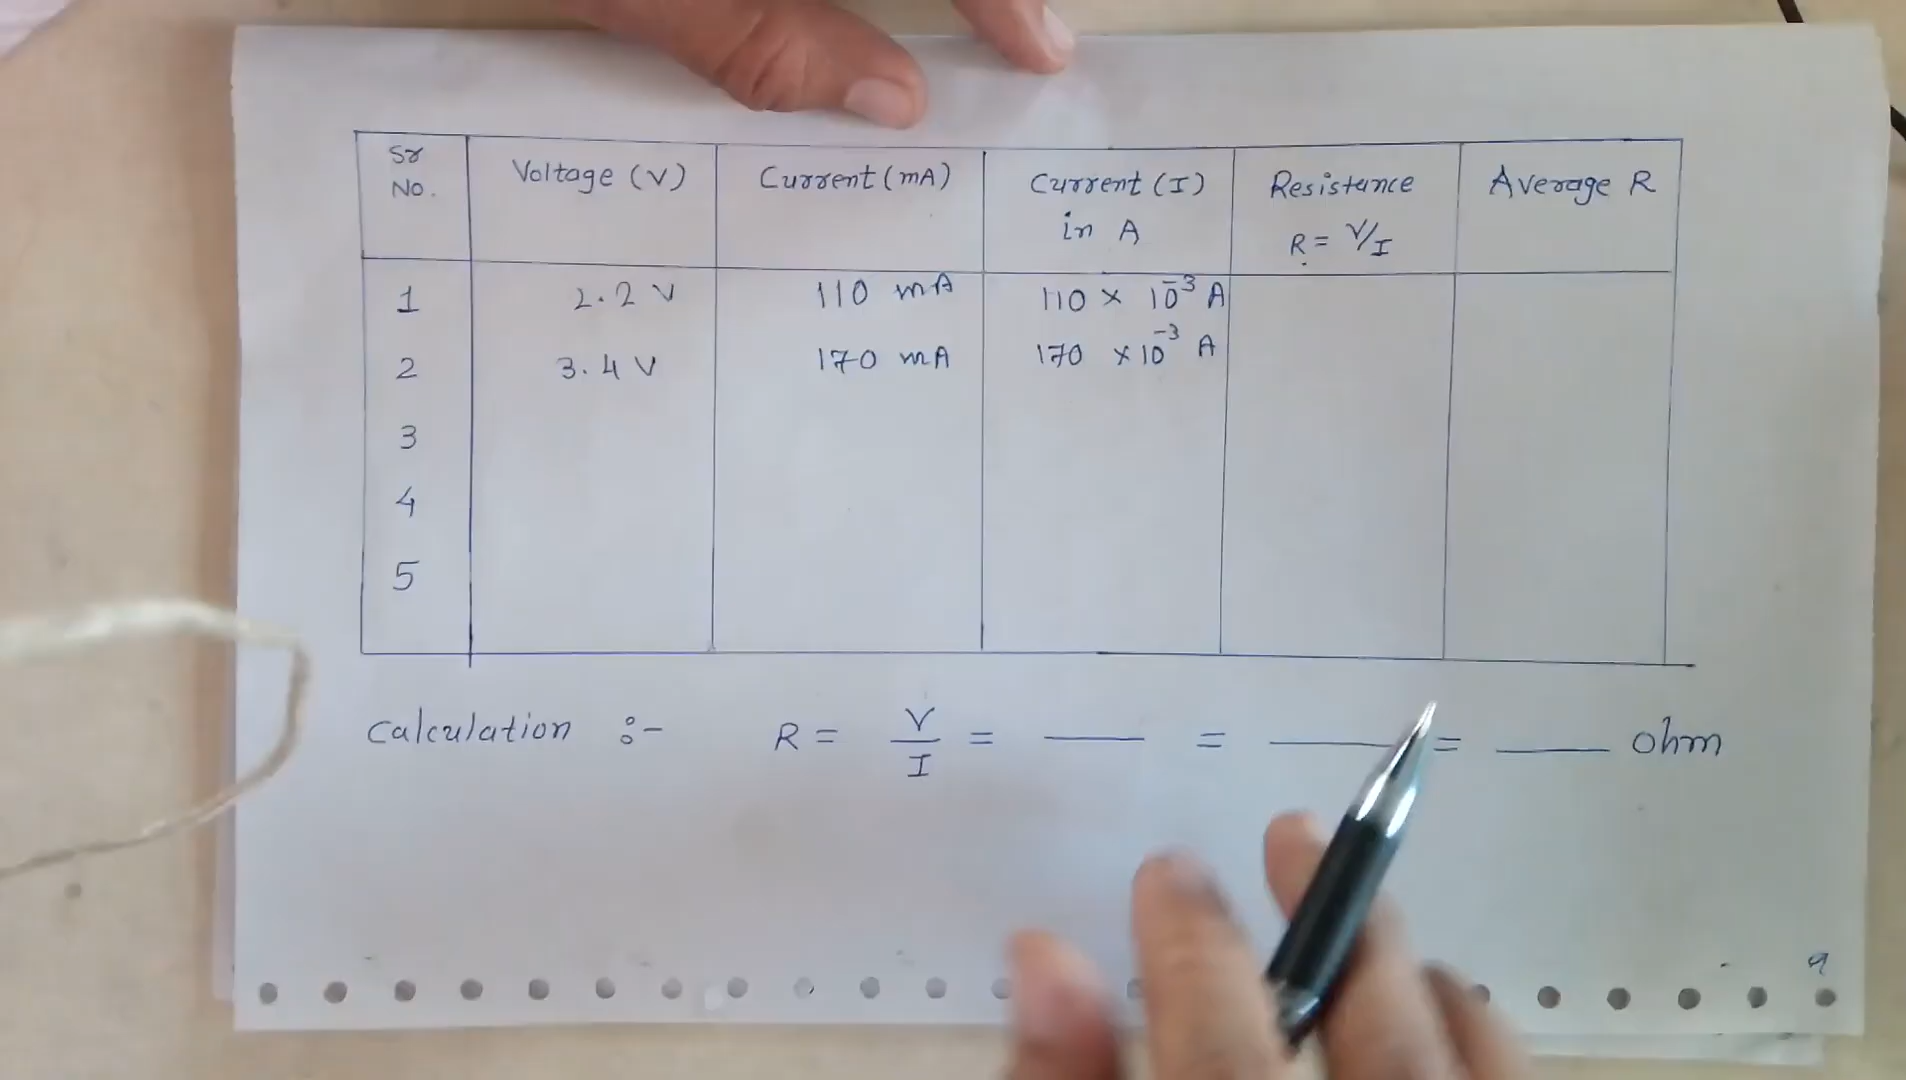 Sr No. Voltage (V) Current (mA) Current (I) in A Resistance R = V/I Average R
1 2.2 V 110 mA 110 × 10⁻³ A
2 3.4 V 170 mA 170 × 10⁻³ A
3
4
5
Calculation :- R = V/I = ___ = ___ = ___ ohm
9